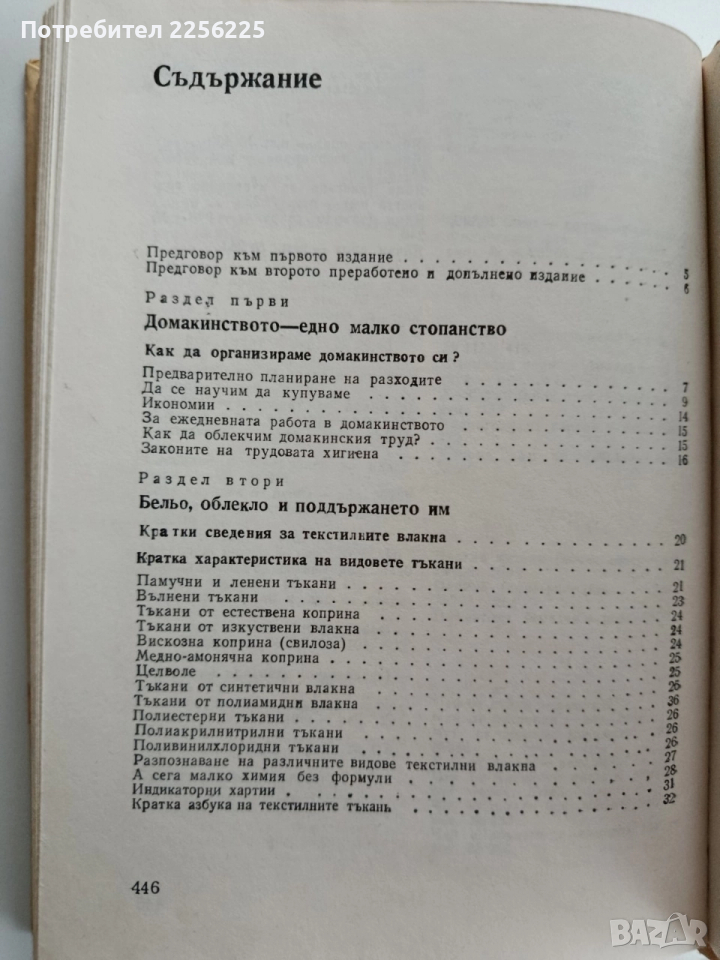 Потребител 2256225
Съдържание
Предговор към първото издание . . . . . . . . . . . . 5
Предговор към второто преработено и допълнено издание . . . . . 6
Раздел първи
Домакинството—едно малко стопанство
Как да организираме домакинството си?
Предварително планиране на разходите . . . . . . . . . . 7
Да се научим да купуваме . . . . . . . . . . . . . . 9
Икономии . . . . . . . . . . . . . . . . . . . 14
За ежедневната работа в домакинството . . . . . . . . . . 15
Как да облекчим домакинския труд? . . . . . . . . . . . 15
Законите на трудовата хигиена . . . . . . . . . . . . . 16
Раздел втори
Бельо, облекло и поддържането им
Кратки сведения за текстилните влакна . . . . . . . . . 20
Кратка характеристика на видовете тъкани . . . . . . . . 21
Памучни и ленени тъкани . . . . . . . . . . . . . . 21
Вълнени тъкани . . . . . . . . . . . . . . . . . 23
Тъкани от естествена коприна . . . . . . . . . . . . . 24
Тъкани от изкуствени влакна . . . . . . . . . . . . . 24
Вискозна коприна (свилоза) . . . . . . . . . . . . . . 24
Медно-амонячна коприна . . . . . . . . . . . . . . . 25
Целволе . . . . . . . . . . . . . . . . . . . . 25
Тъкани от синтетични влакна . . . . . . . . . . . . . 25
Тъкани от полиамидни влакна . . . . . . . . . . . . . 36
Полиестерни тъкани . . . . . . . . . . . . . . . . 26
Полиакрилнитрилни тъкани . . . . . . . . . . . . . . 26
Поливинилхлоридни тъкани . . . . . . . . . . . . . . 26
Разпознаване на различните видове текстилни влакна . . . . . . 27
А сега малко химия без формули . . . . . . . . . . . . 28
Индикаторни хартии . . . . . . . . . . . . . . . . 31
Кратка азбука на текстилните тъкань . . . . . . . . . . 32
446
BAZAR